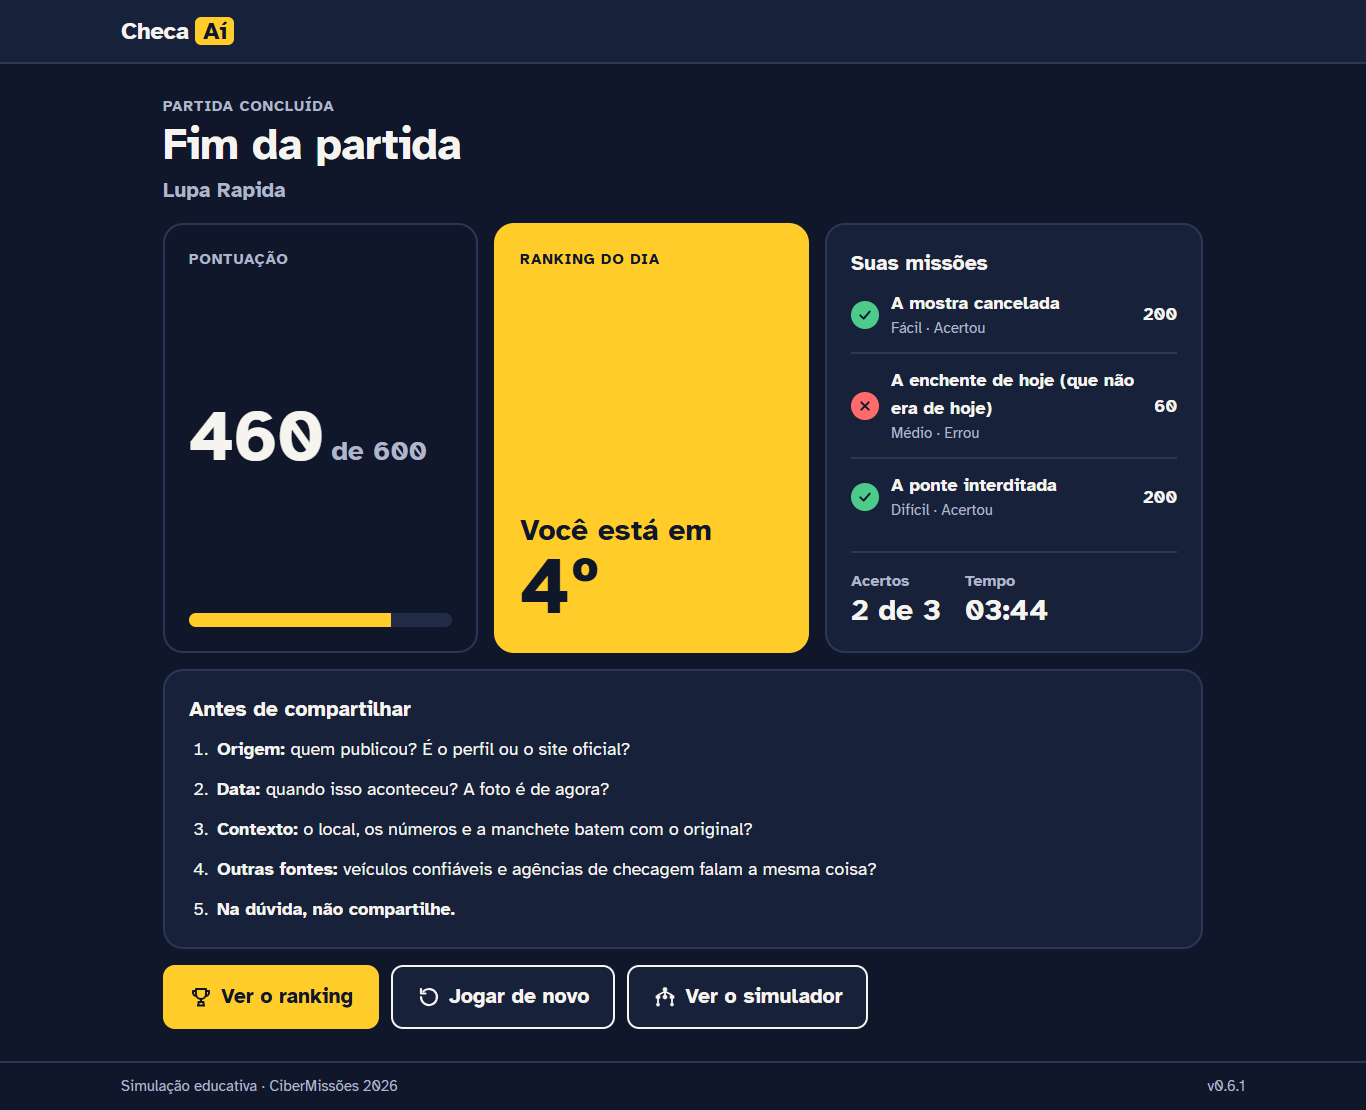 Checa Aí
PARTIDA CONCLUÍDA
Fim da partida
Lupa Rapida
PONTUAÇÃO
460 de 600
RANKING DO DIA
Você está em
4º
Suas missões
A mostra cancelada
Fácil · Acertou
200
A enchente de hoje (que não
era de hoje)
Médio · Errou
60
A ponte interditada
Difícil · Acertou
200
Acertos
2 de 3
Tempo
03:44
Antes de compartilhar
1. Origem: quem publicou? É o perfil ou o site oficial?
2. Data: quando isso aconteceu? A foto é de agora?
3. Contexto: o local, os números e a manchete batem com o original?
4. Outras fontes: veículos confiáveis e agências de checagem falam a mesma coisa?
5. Na dúvida, não compartilhe.
Ver o ranking
Jogar de novo
Ver o simulador
Simulação educativa · CiberMissões 2026
v0.6.1